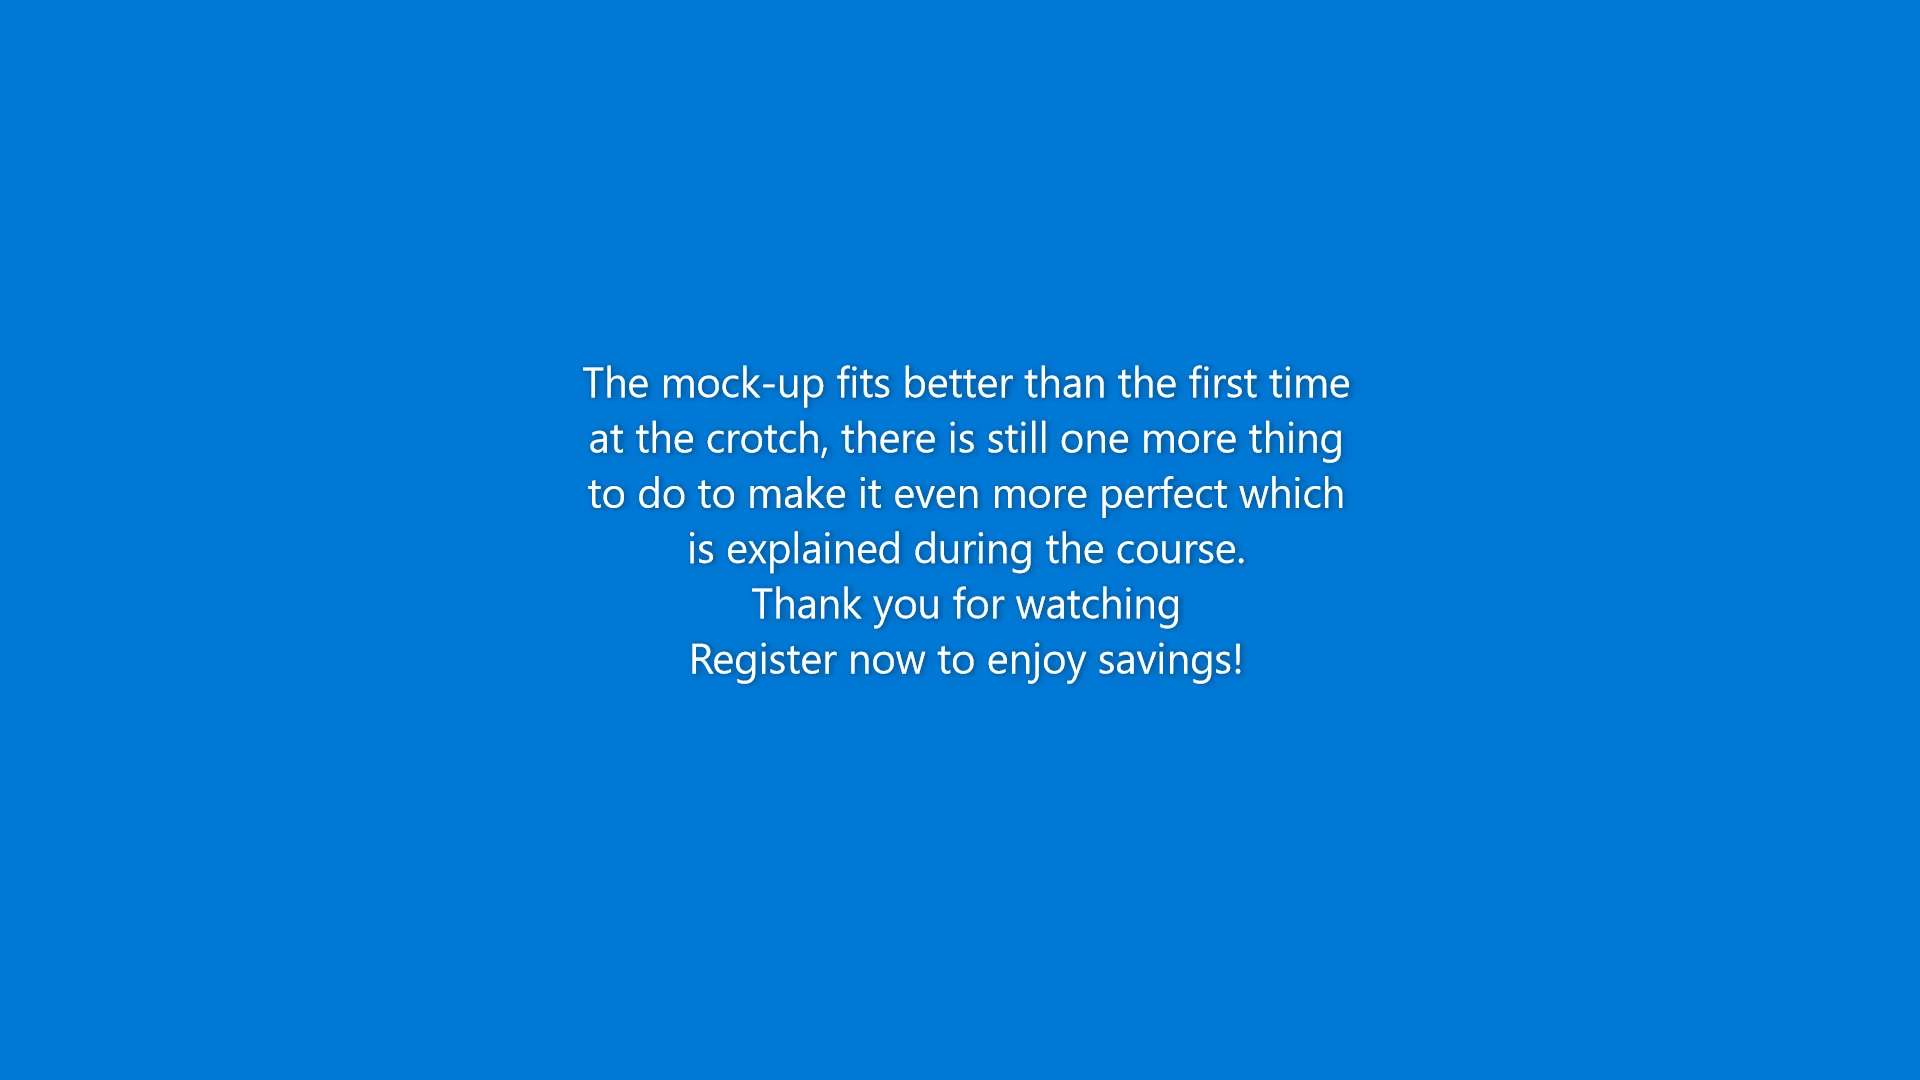 The mock-up fits better than the first time
at the crotch, there is still one more thing
to do to make it even more perfect which
is explained during the course.
Thank you for watching
Register now to enjoy savings!